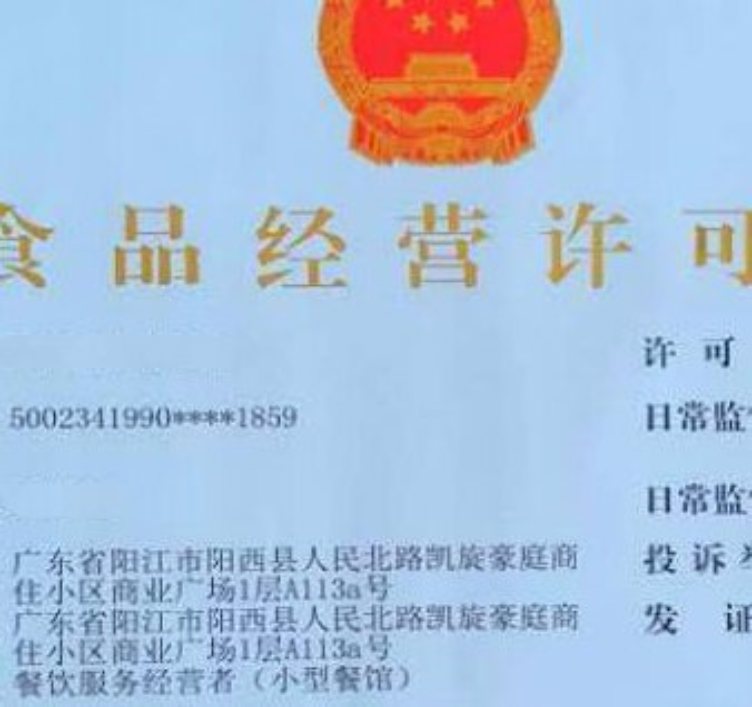 食品经营许可
许可
5002341990****1859
日常监
日常监
广东省阳江市阳西县人民北路凯旋豪庭商
住小区商业广场1层A113a号
投诉
广东省阳江市阳西县人民北路凯旋豪庭商
住小区商业广场1层A113a号
发证
餐饮服务经营者（小型餐馆）